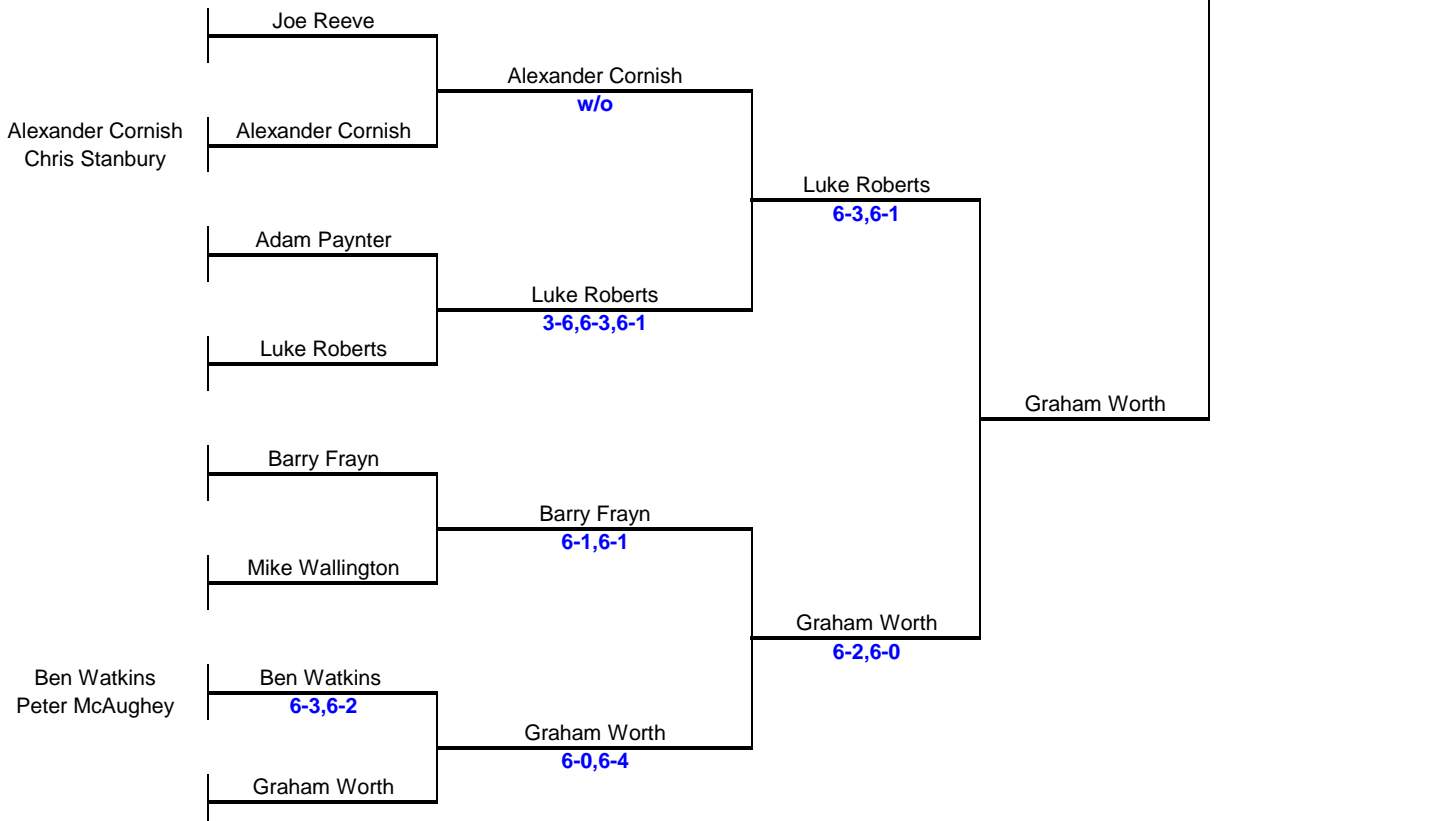 Joe Reeve
Alexander Cornish
w/o
Alexander Cornish
Chris Stanbury
Alexander Cornish
Luke Roberts
6-3,6-1
Adam Paynter
Luke Roberts
3-6,6-3,6-1
Luke Roberts
Graham Worth
Barry Frayn
Barry Frayn
6-1,6-1
Mike Wallington
Graham Worth
6-2,6-0
Ben Watkins
Peter McAughey
Ben Watkins
6-3,6-2
Graham Worth
6-0,6-4
Graham Worth